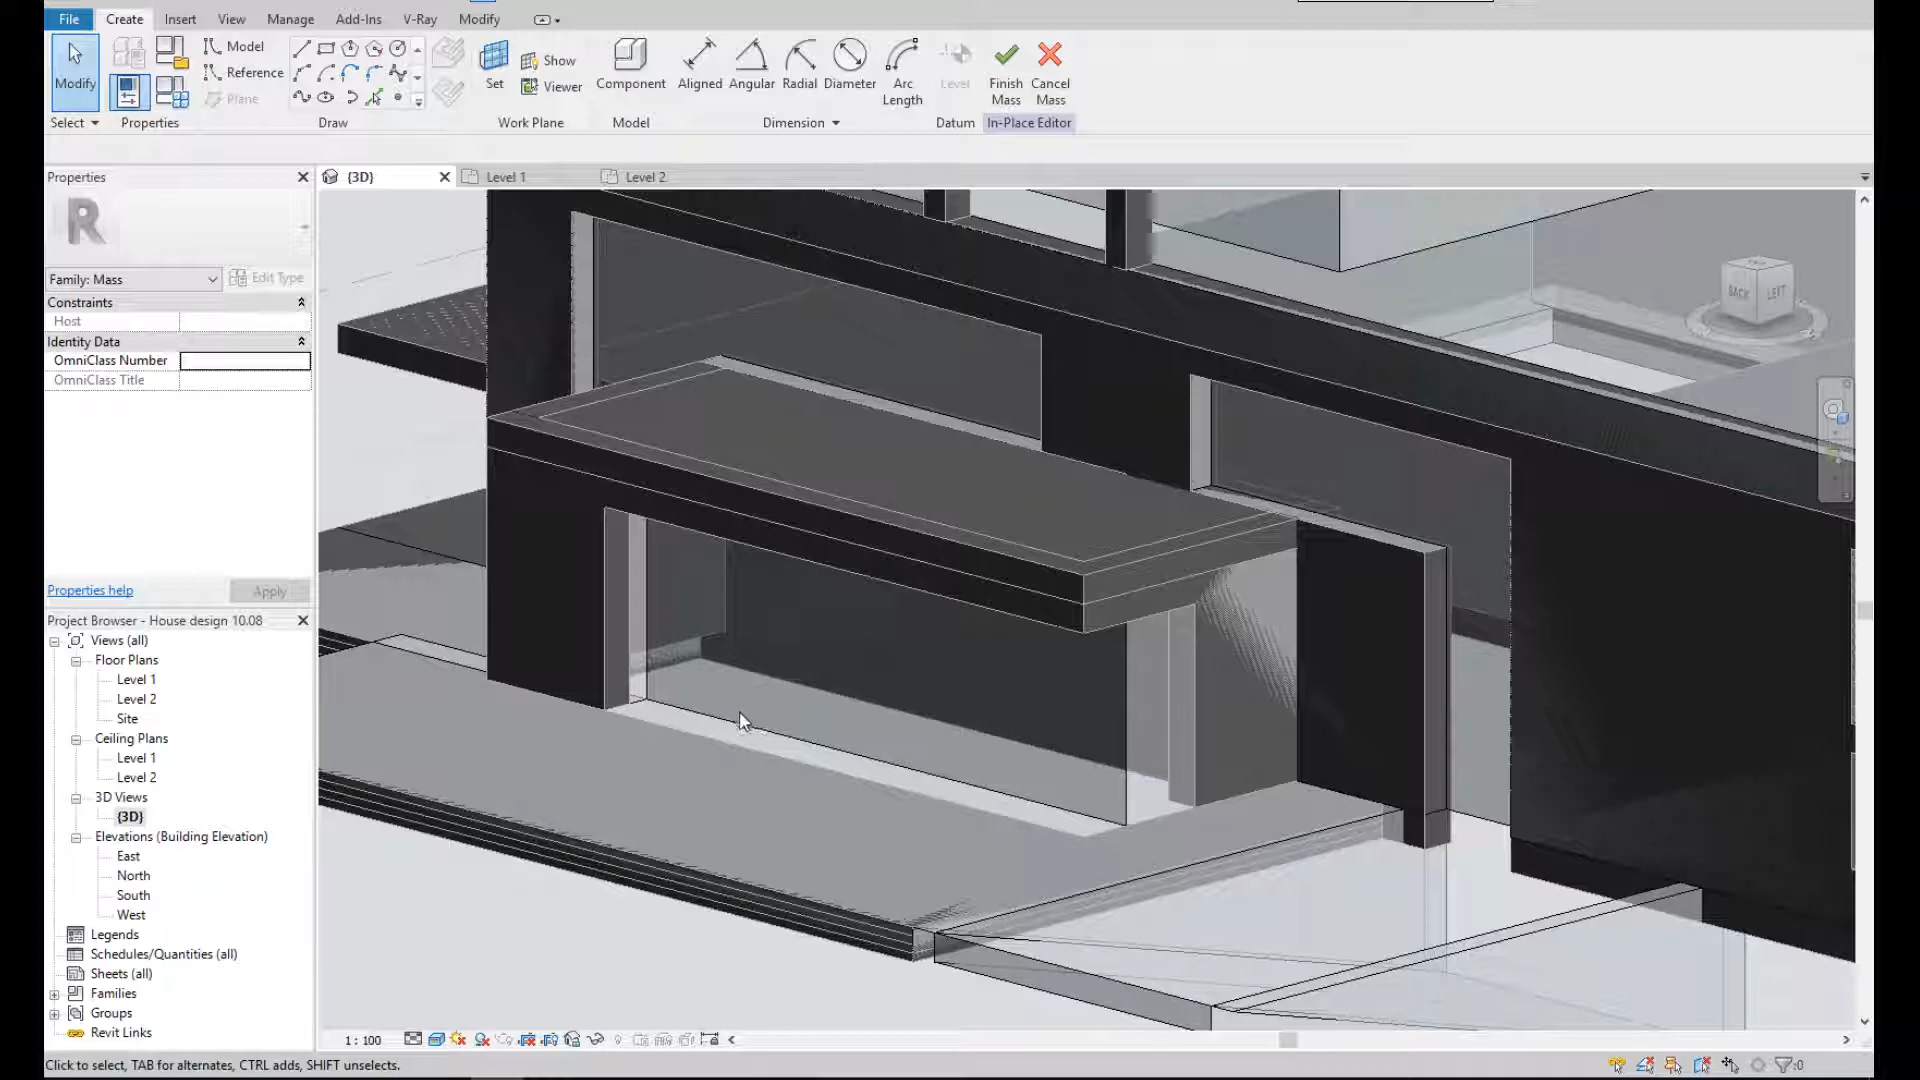 File Create Insert View Manage Add-Ins V-Ray Modify
Modify
Model
Reference
Plane
Set
Show
Viewer
Component
Aligned
Angular
Radial
Diameter
Arc Length
Level
Finish Mass
Cancel Mass
Select Properties Draw Work Plane Model Dimension Datum In-Place Editor
Properties
{3D} Level 1 Level 2
R
Family: Mass Edit Type
Constraints
Host
Identity Data
OmniClass Number
OmniClass Title
BACK LEFT
Properties help Apply
Project Browser - House design 10.08
Views (all)
Floor Plans
Level 1
Level 2
Site
Ceiling Plans
Level 1
Level 2
3D Views
{3D}
Elevations (Building Elevation)
East
North
South
West
Legends
Schedules/Quantities (all)
Sheets (all)
Families
Groups
Revit Links
1 : 100
Click to select, TAB for alternates, CTRL adds, SHIFT unselects.
:0